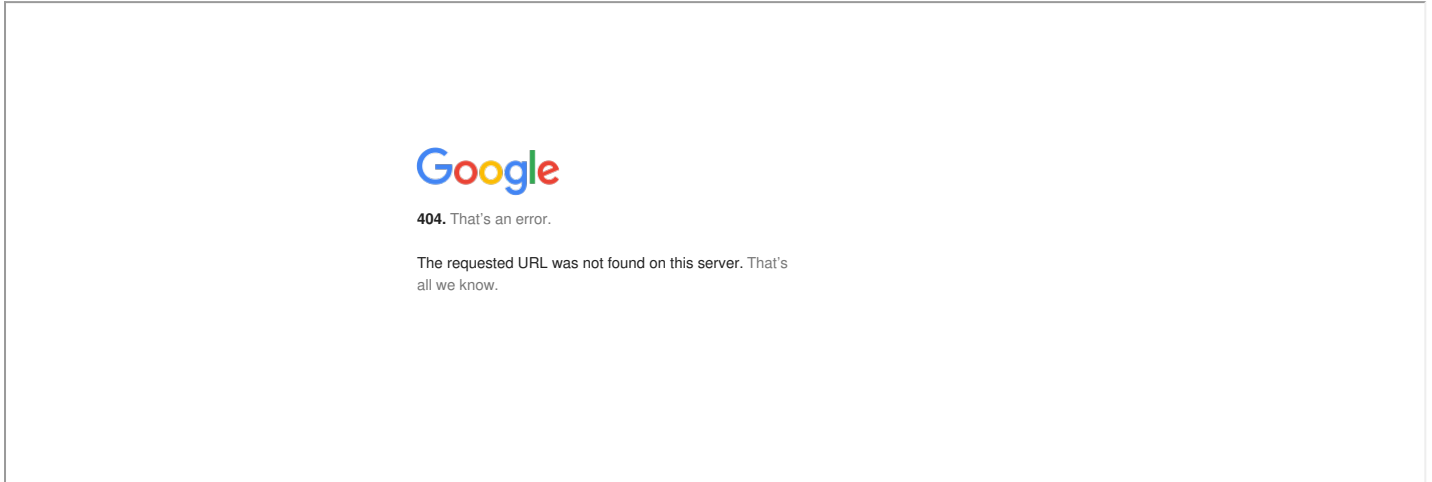 Google
404. That’s an error.
The requested URL was not found on this server. That’s
all we know.